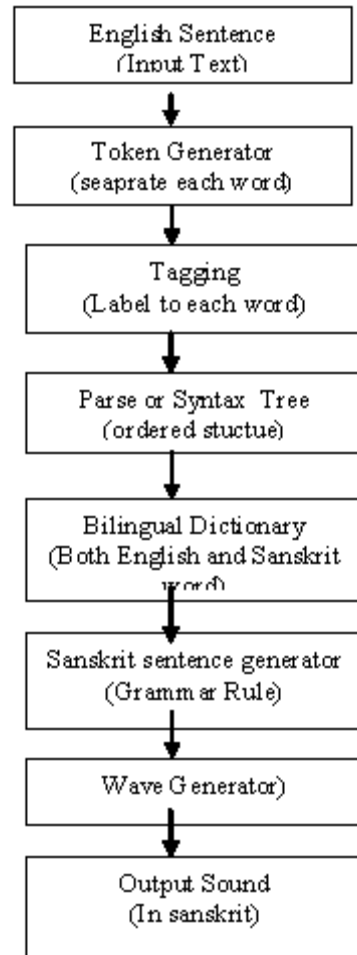 English Sentence
(Input Text)
Token Generator
(seaprate each word)
Tagging
(Label to each word)
Parse or Syntax Tree
(ordered stuctue)
Bilingual Dictionary
(Both English and Sanskrit
word)
Sanskrit sentence generator
(Grammar Rule)
Wave Generator)
Output Sound
(In sanskrit)